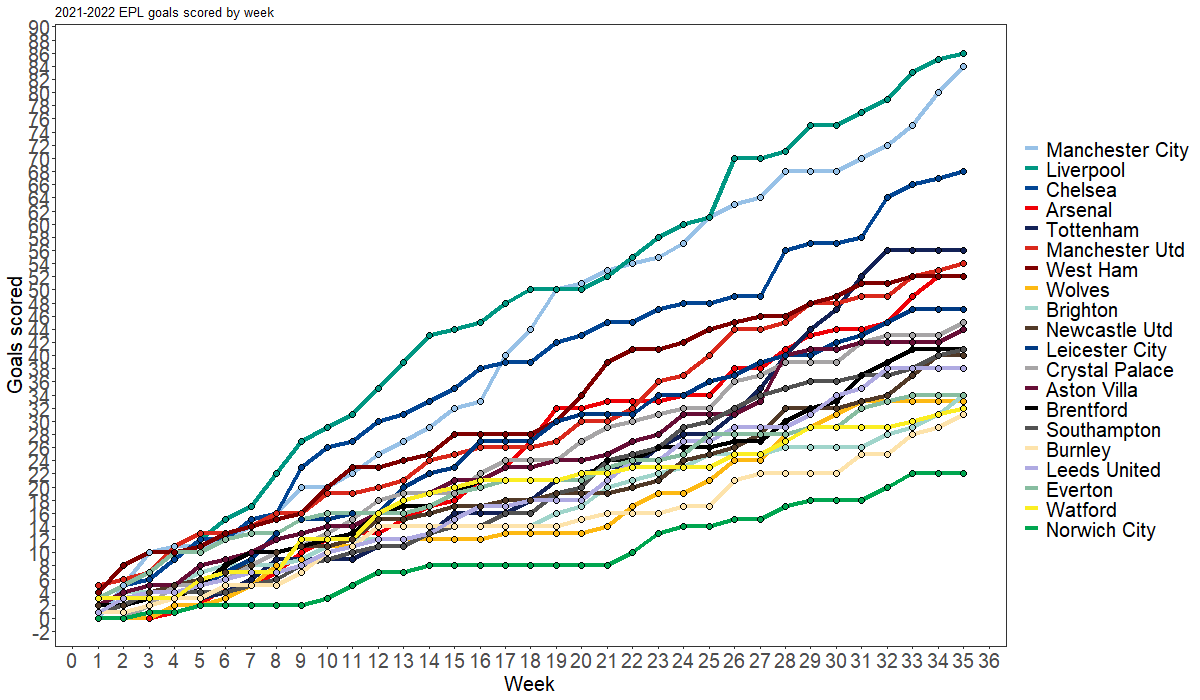 2021-2022 EPL goals scored by week
90
88
86
84
82
80
78
76
74
72
70
68
66
64
62
60
58
56
54
52
50
48
46
44
42
40
38
36
34
32
30
28
26
24
22
20
18
16
14
12
10
8
6
4
2
0
-2
Goals scored
0 1 2 3 4 5 6 7 8 9 10 11 12 13 14 15 16 17 18 19 20 21 22 23 24 25 26 27 28 29 30 31 32 33 34 35 36
Week
Manchester City
Liverpool
Chelsea
Arsenal
Tottenham
Manchester Utd
West Ham
Wolves
Brighton
Newcastle Utd
Leicester City
Crystal Palace
Aston Villa
Brentford
Southampton
Burnley
Leeds United
Everton
Watford
Norwich City